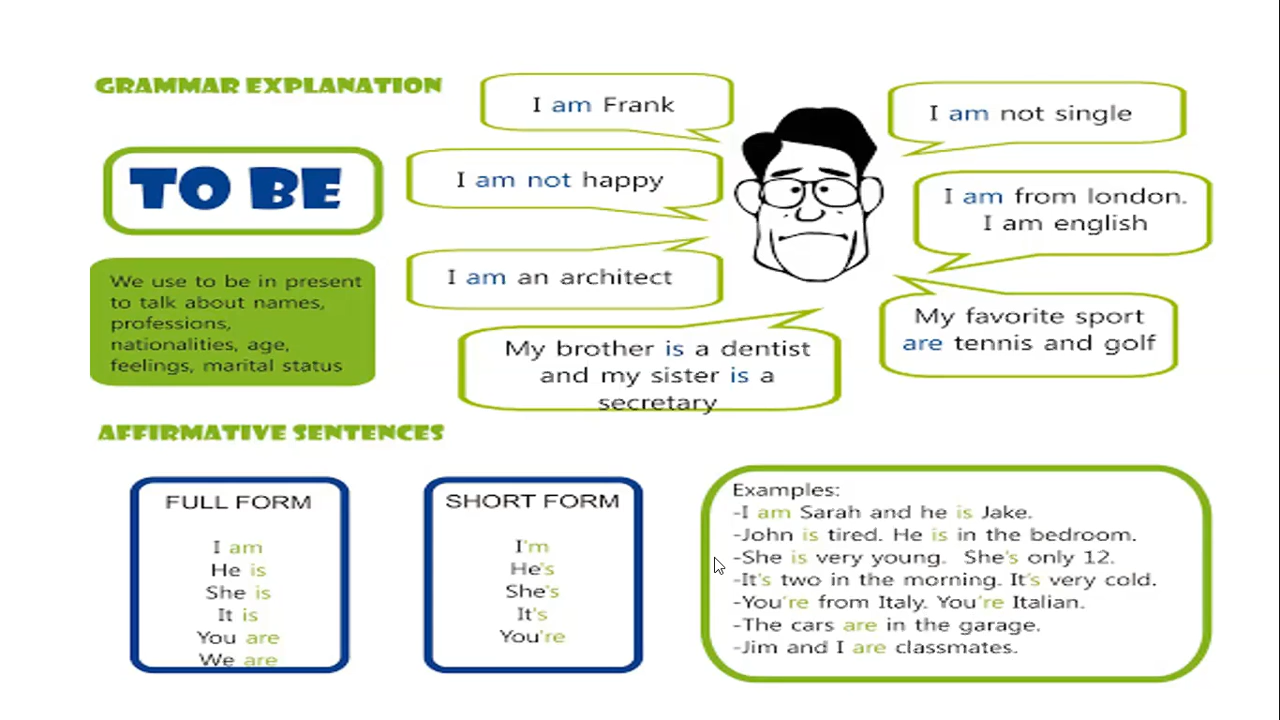 GRAMMAR EXPLANATION
TO BE
We use to be in present
to talk about names,
professions,
nationalities, age,
feelings, marital status
I am Frank
I am not happy
I am an architect
My brother is a dentist
and my sister is a
secretary
I am not single
I am from london.
I am english
My favorite sport
are tennis and golf
AFFIRMATIVE SENTENCES
FULL FORM
I am
He is
She is
It is
You are
We are
SHORT FORM
I'm
He's
She's
It's
You're
Examples:
-I am Sarah and he is Jake.
-John is tired. He is in the bedroom.
-She is very young. She's only 12.
-It's two in the morning. It's very cold.
-You're from Italy. You're Italian.
-The cars are in the garage.
-Jim and I are classmates.